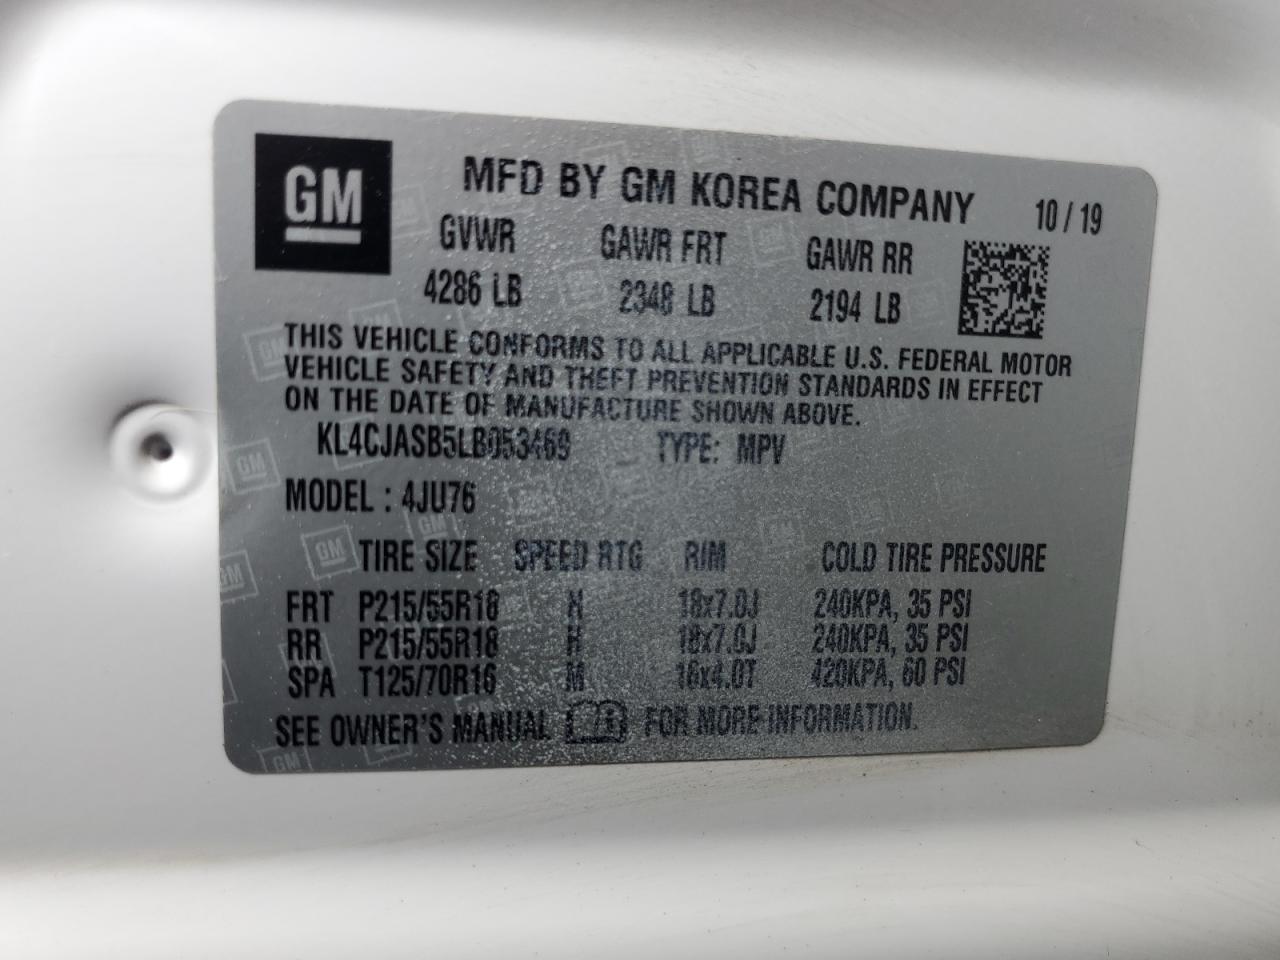 GM
MFD BY GM KOREA COMPANY 10 / 19
GVWR GAWR FRT GAWR RR
4286 LB 2348 LB 2194 LB
THIS VEHICLE CONFORMS TO ALL APPLICABLE U.S. FEDERAL MOTOR
VEHICLE SAFETY AND THEFT PREVENTION STANDARDS IN EFFECT
ON THE DATE OF MANUFACTURE SHOWN ABOVE.
KL4CJASB5LB053469 TYPE: MPV
MODEL : 4JU76
TIRE SIZE SPEED RTG RIM COLD TIRE PRESSURE
FRT P215/55R18 H 18x7.0J 240KPA, 35 PSI
RR P215/55R18 H 18x7.0J 240KPA, 35 PSI
SPA T125/70R16 M 16x4.0T 420KPA, 60 PSI
SEE OWNER'S MANUAL FOR MORE INFORMATION.